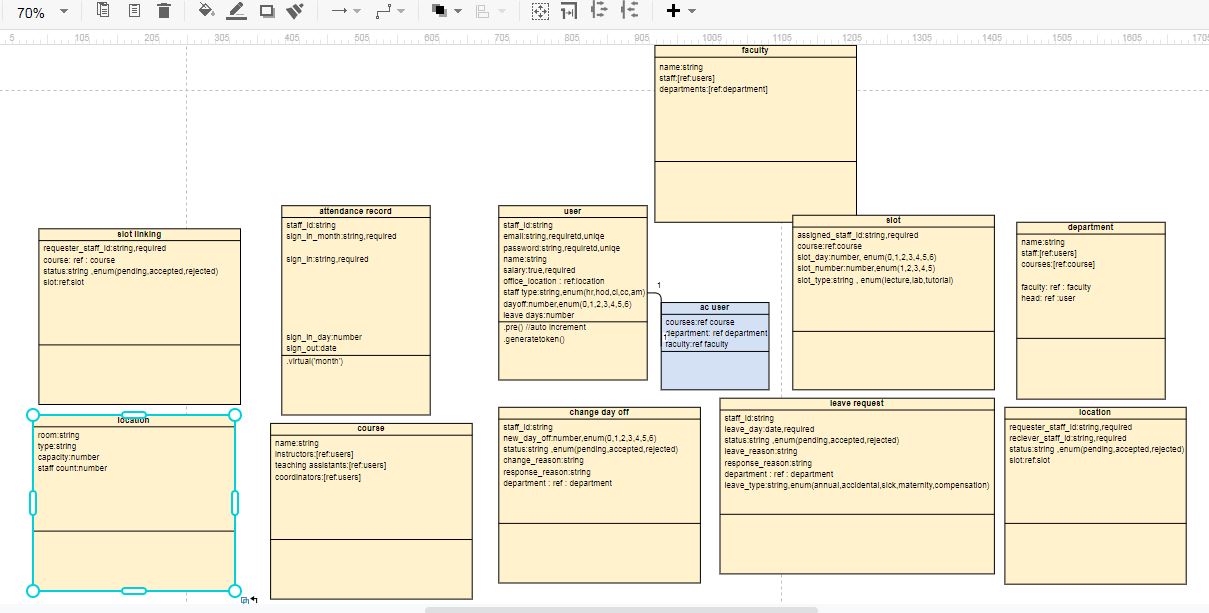 70%
5 105 205 305 405 505 605 705 805 905 1005 1105 1205 1305 1405 1505 1605 1705
faculty
name:string
staff:[ref:users]
departments:[ref:department]
slot linking
requester_staff_id:string,required
course: ref : course
status:string ,enum(pending,accepted,rejected)
slot:ref:slot
attendance record
staff_id:string
sign_in_month:string,required
sign_in:string,required
sign_in_day:number
sign_out:date
.virtual('month')
user
staff_id:string
email:string,requiretd,uniqe
password:string,requiretd,uniqe
name:string
salary:true,required
office_location : ref:location
staff type:string,enum(hr,hod,ci,cc,am)
dayoff:number,enum(0,1,2,3,4,5,6)
leave days:number
.pre() //auto increment
.generatetoken()
1
ac user
courses:ref course
department: ref department
1
faculty:ref faculty
slot
assigned_staff_id:string,required
course:ref:course
slot_day:number, enum(0,1,2,3,4,5,6)
slot_number:number,enum(1,2,3,4,5)
slot_type:string , enum(lecture,lab,tutorial)
department
name:string
staff:[ref:users]
courses:[ref:course]
faculty: ref : faculty
head: ref :user
location
room:string
type:string
capacity:number
staff count:number
course
name:string
instructors:[ref:users]
teaching assistants:[ref:users]
coordinators:[ref:users]
change day off
staff_id:string
new_day_off:number,enum(0,1,2,3,4,5,6)
status:string ,enum(pending,accepted,rejected)
change_reason:string
response_reason:string
department : ref : department
leave request
staff_id:string
leave_day:date,required
status:string ,enum(pending,accepted,rejected)
leave_reason:string
response_reason:string
department : ref : department
leave_type:string,enum(annual,accidental,sick,maternity,compensation)
location
requester_staff_id:string,required
reciever_staff_id:string,required
status:string ,enum(pending,accepted,rejected)
slot:ref:slot